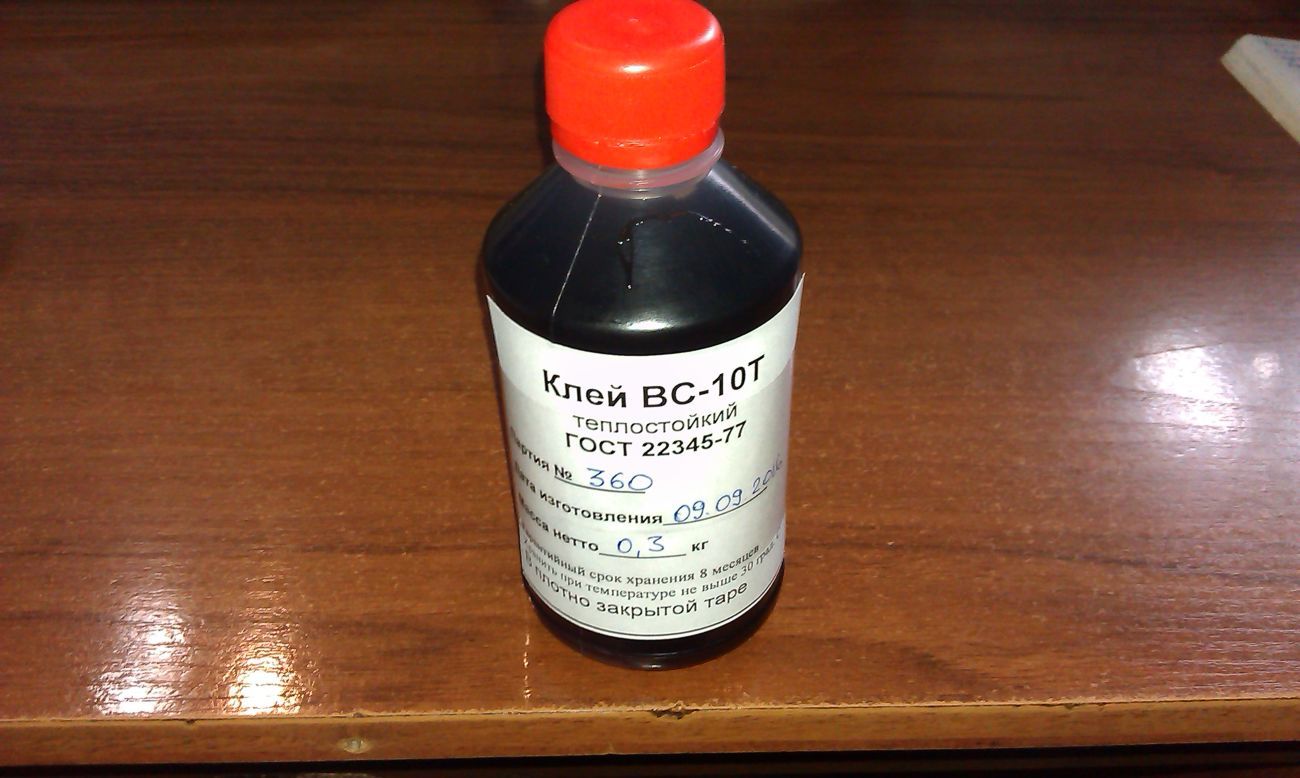 Клей ВС-10Т
теплостойкий
ГОСТ 22345-77
Партия № 360
Дата изготовления 09.09.2016
Масса нетто 0,3 кг
Гарантийный срок хранения 8 месяцев
Хранить при температуре не выше 30 град.
В плотно закрытой таре